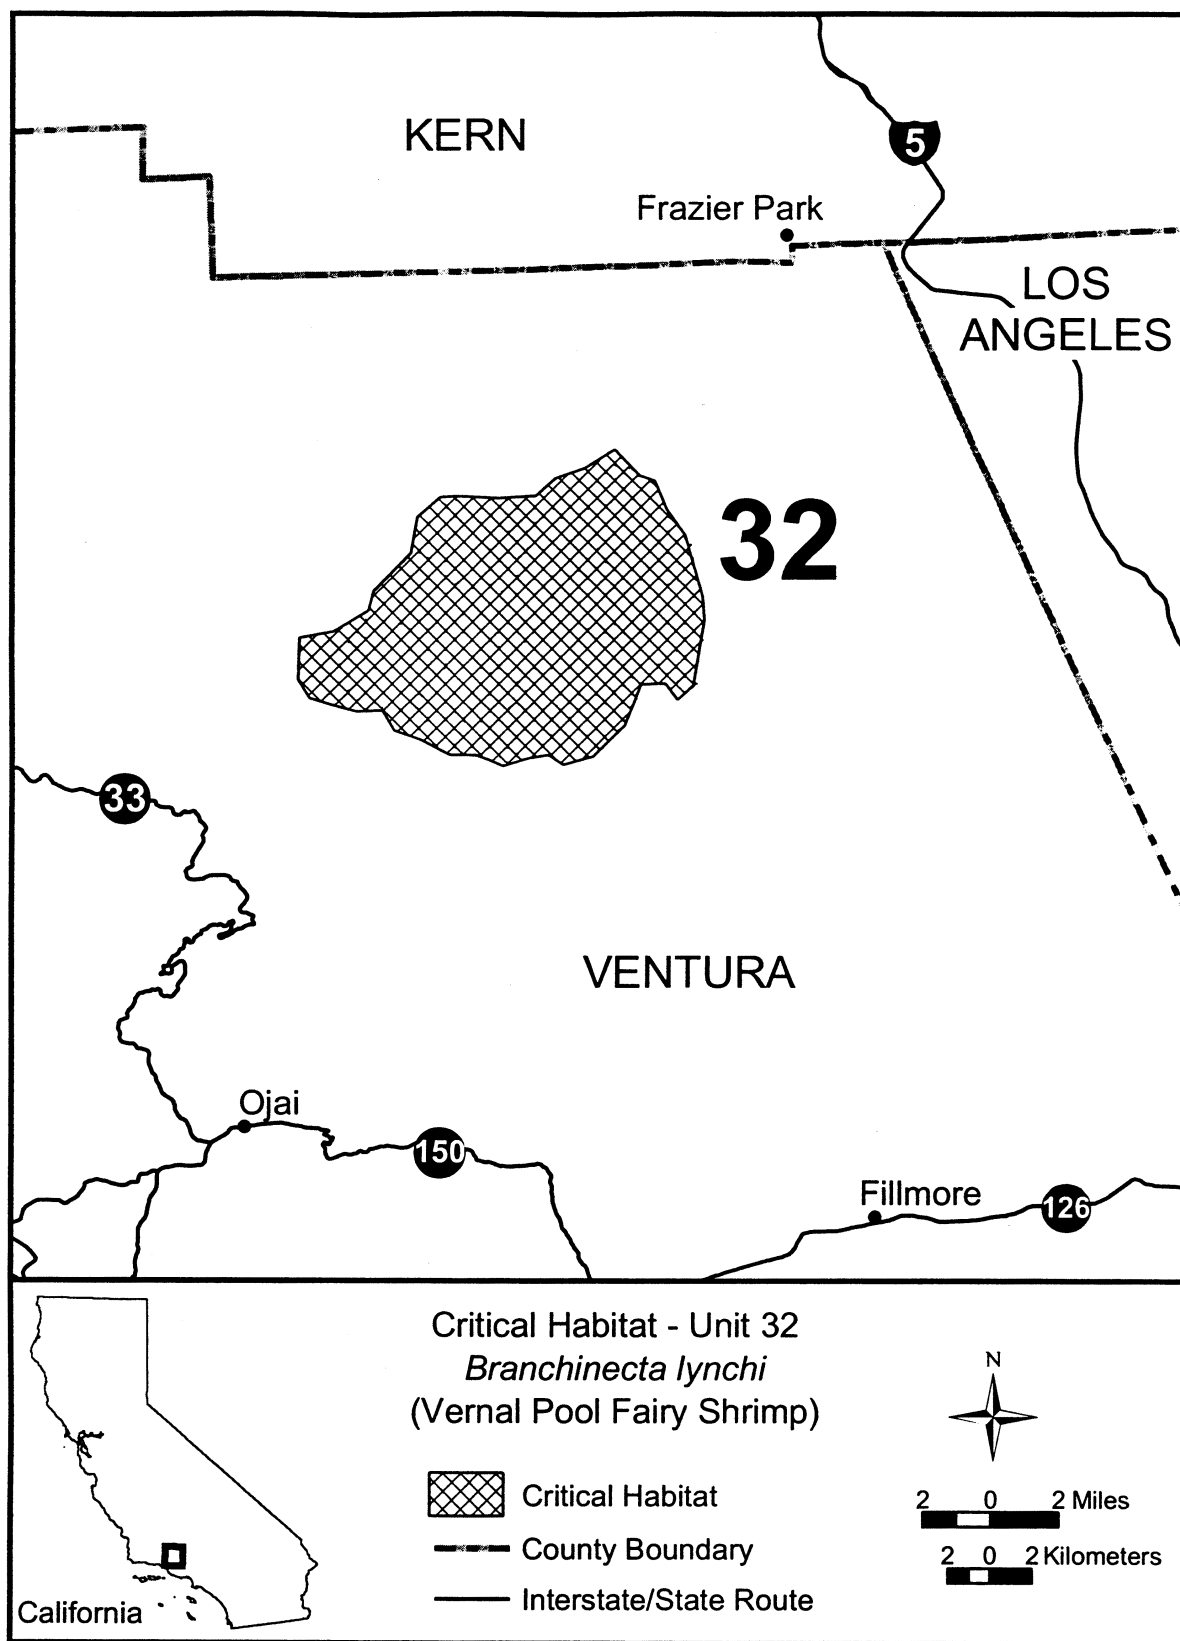 KERN
5
Frazier Park
LOS
ANGELES
32
33
VENTURA
Ojai
150
Fillmore
126
Critical Habitat - Unit 32
Branchinecta lynchi
(Vernal Pool Fairy Shrimp)
N
Critical Habitat
2 0 2 Miles
County Boundary
2 0 2 Kilometers
Interstate/State Route
California